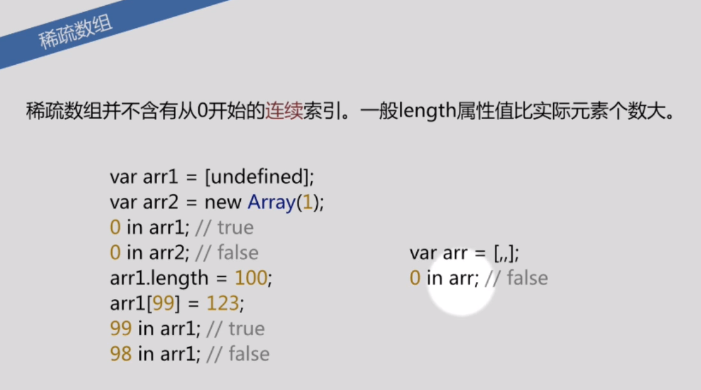 稀疏数组
稀疏数组并不含有从0开始的连续索引。一般length属性值比实际元素个数大。
var arr1 = [undefined];
var arr2 = new Array(1);
0 in arr1; // true
0 in arr2; // false
arr1.length = 100;
arr1[99] = 123;
99 in arr1; // true
98 in arr1; // false
var arr = [,,];
0 in arr; // false